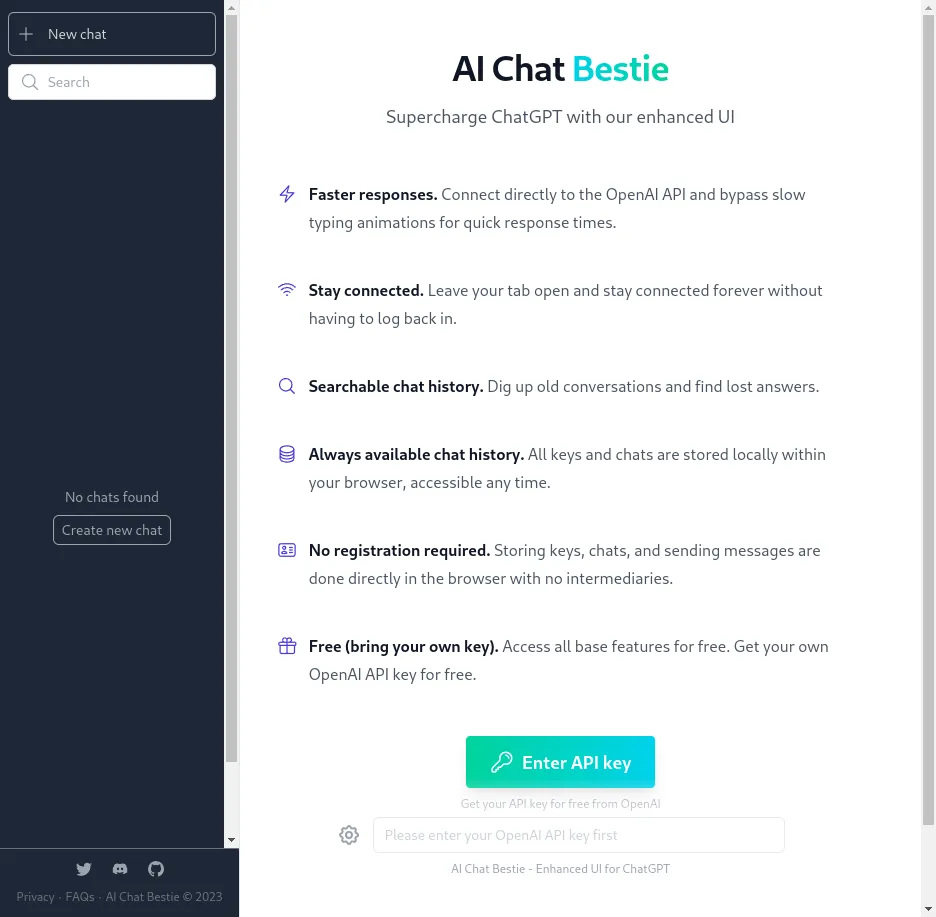 New chat
Search
No chats found
Create new chat
Privacy · FAQs · AI Chat Bestie © 2023
AI Chat Bestie
Supercharge ChatGPT with our enhanced UI
Faster responses. Connect directly to the OpenAI API and bypass slow
typing animations for quick response times.
Stay connected. Leave your tab open and stay connected forever without
having to log back in.
Searchable chat history. Dig up old conversations and find lost answers.
Always available chat history. All keys and chats are stored locally within
your browser, accessible any time.
No registration required. Storing keys, chats, and sending messages are
done directly in the browser with no intermediaries.
Free (bring your own key). Access all base features for free. Get your own
OpenAI API key for free.
Enter API key
Get your API key for free from OpenAI
Please enter your OpenAI API key first
AI Chat Bestie - Enhanced UI for ChatGPT